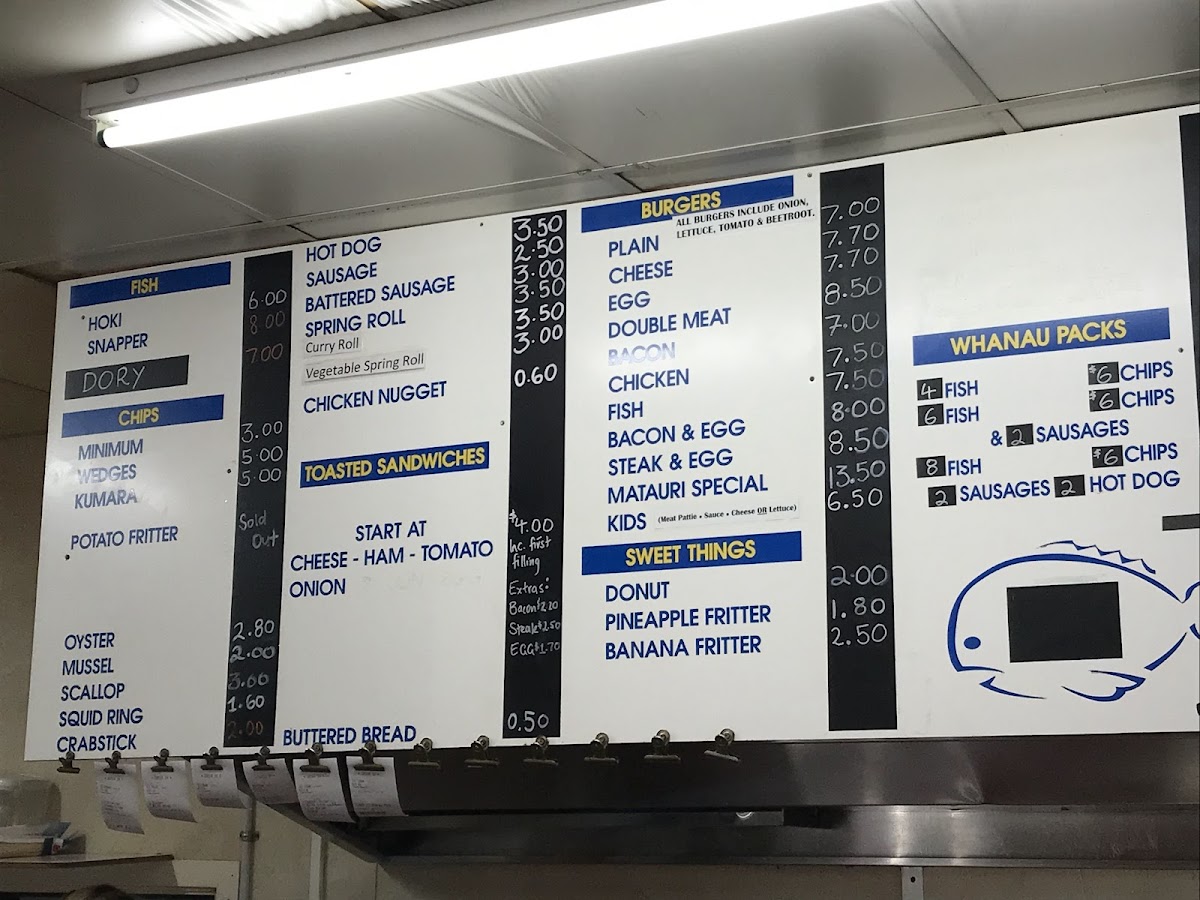 FISH
HOKI 6.00
SNAPPER 8.00
DORY 7.00
CHIPS
MINIMUM 3.00
WEDGES 5.00
KUMARA 5.00
POTATO FRITTER Sold Out
OYSTER 2.80
MUSSEL 2.00
SCALLOP 3.00
SQUID RING 1.60
CRABSTICK 2.00
HOT DOG 3.50
SAUSAGE 2.50
BATTERED SAUSAGE 3.00
SPRING ROLL 3.50
Curry Roll 3.50
Vegetable Spring Roll 3.00
CHICKEN NUGGET 0.60
TOASTED SANDWICHES
START AT $4.00
CHEESE - HAM - TOMATO
ONION
Inc. first
filling
Extras:
Bacon $2.20
Steak $2.50
EGG $1.70
BUTTERED BREAD 0.50
BURGERS
ALL BURGERS INCLUDE ONION,
LETTUCE, TOMATO & BEETROOT.
PLAIN 7.00
CHEESE 7.70
EGG 7.70
DOUBLE MEAT 8.50
BACON 7.00
CHICKEN 7.50
FISH 7.50
BACON & EGG 8.00
STEAK & EGG 8.50
MATAURI SPECIAL 13.50
KIDS (Meat Pattie • Sauce • Cheese OR Lettuce) 6.50
SWEET THINGS
DONUT 2.00
PINEAPPLE FRITTER 1.80
BANANA FRITTER 2.50
WHANAU PACKS
4 FISH $6 CHIPS
6 FISH $6 CHIPS
& 2 SAUSAGES
8 FISH $6 CHIPS
2 SAUSAGES 2 HOT DOG